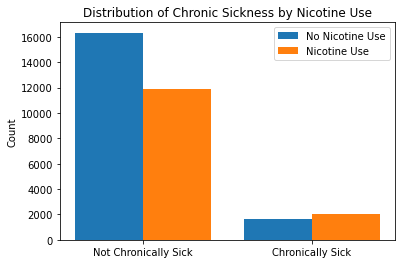 Distribution of Chronic Sickness by Nicotine Use
No Nicotine Use
Nicotine Use
16000
14000
12000
10000
8000
6000
4000
2000
0
Count
Not Chronically Sick
Chronically Sick